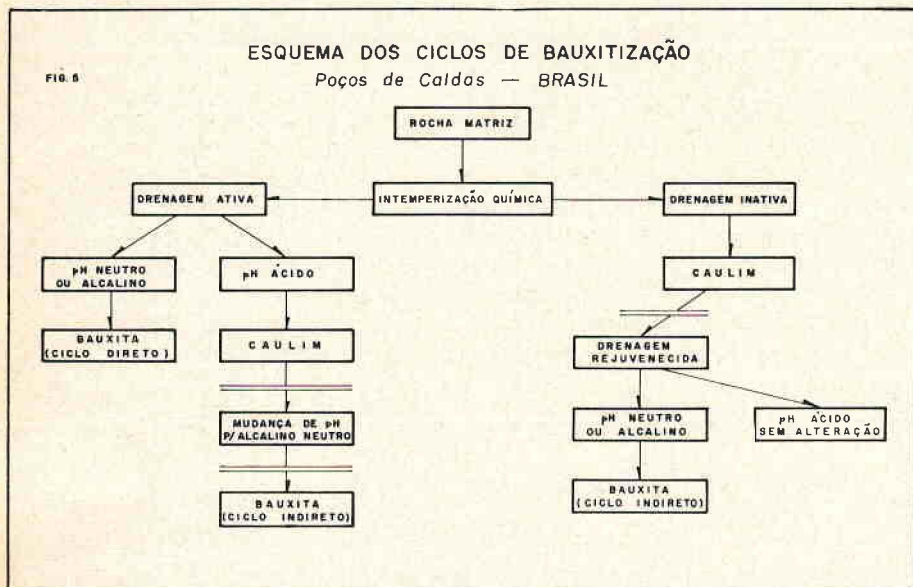 ESQUEMA DOS CICLOS DE BAUXITIZAÇÃO
FIG. 5
Poços de Caldas — BRASIL
ROCHA MATRIZ
DRENAGEM ATIVA
INTEMPERIZAÇÃO QUÍMICA
DRENAGEM INATIVA
pH NEUTRO
OU ALCALINO
pH ÁCIDO
CAULIM
BAUXITA
(CICLO DIRETO)
CAULIM
DRENAGEM
REJUVENECIDA
MUDANÇA DE pH
P/ALCALINO NEUTRO
pH NEUTRO
OU ALCALINO
pH ÁCIDO
SEM ALTERAÇÃO
BAUXITA
(CICLO INDIRETO)
BAUXITA
(CICLO INDIRETO)